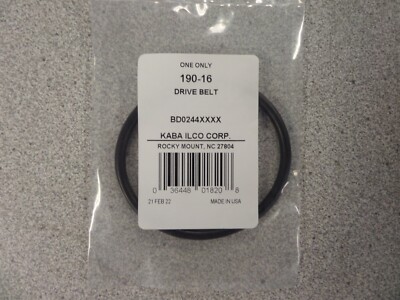 ONE ONLY
190-16
DRIVE BELT
BD0244XXXX
KABA ILCO CORP.
ROCKY MOUNT, NC 27804
0 36448 01820 8
21 FEB 22 MADE IN USA